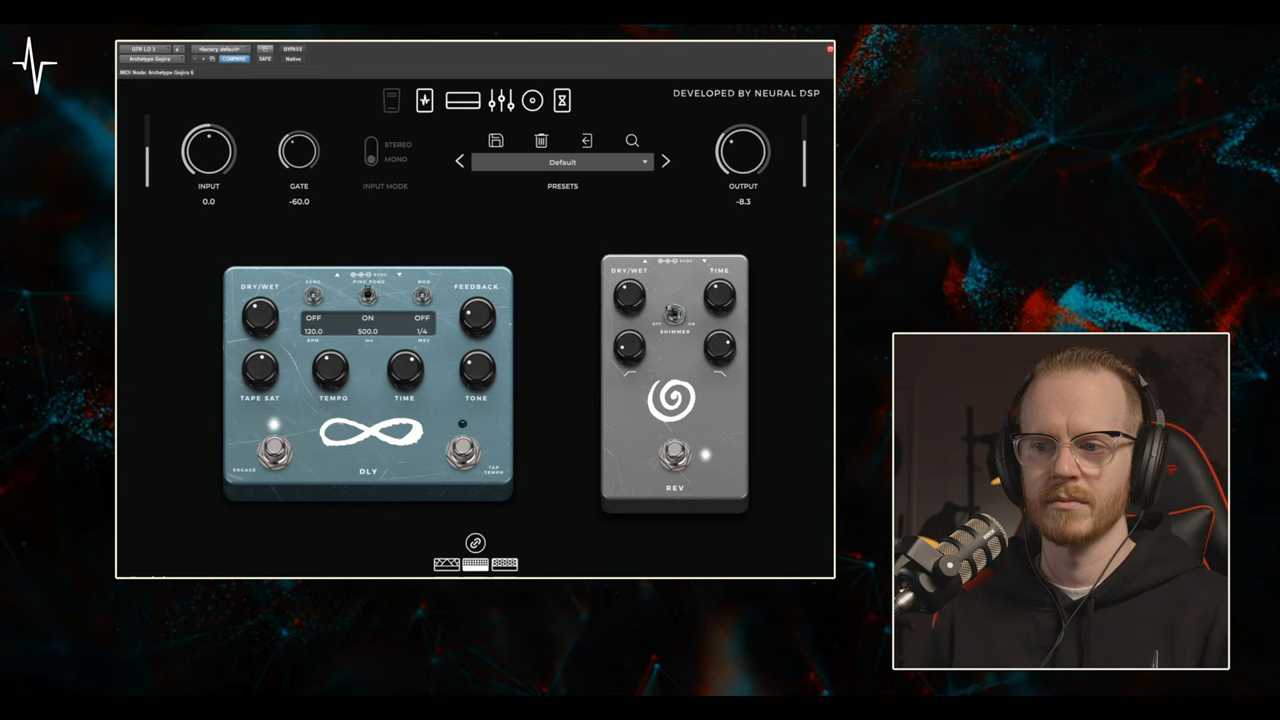 GTR LD 3
<factory default>
BYPASS
Archetype Gojira
COMPARE
SAFE
Native
MIDI Node: Archetype Gojira 6
DEVELOPED BY NEURAL DSP
STEREO
MONO
Default
INPUT
GATE
INPUT MODE
PRESETS
OUTPUT
0.0
-60.0
-8.3
SYNC
DRY/WET
SYNC
PING PONG
MOD
FEEDBACK
OFF
ON
OFF
120.0
500.0
1/4
BPM
MS
TAPE SAT
TEMPO
TIME
TONE
ENGAGE
DLY
TAP
TEMPO
SYNC
DRY/WET
TIME
OFF
ON
SHIMMER
REV